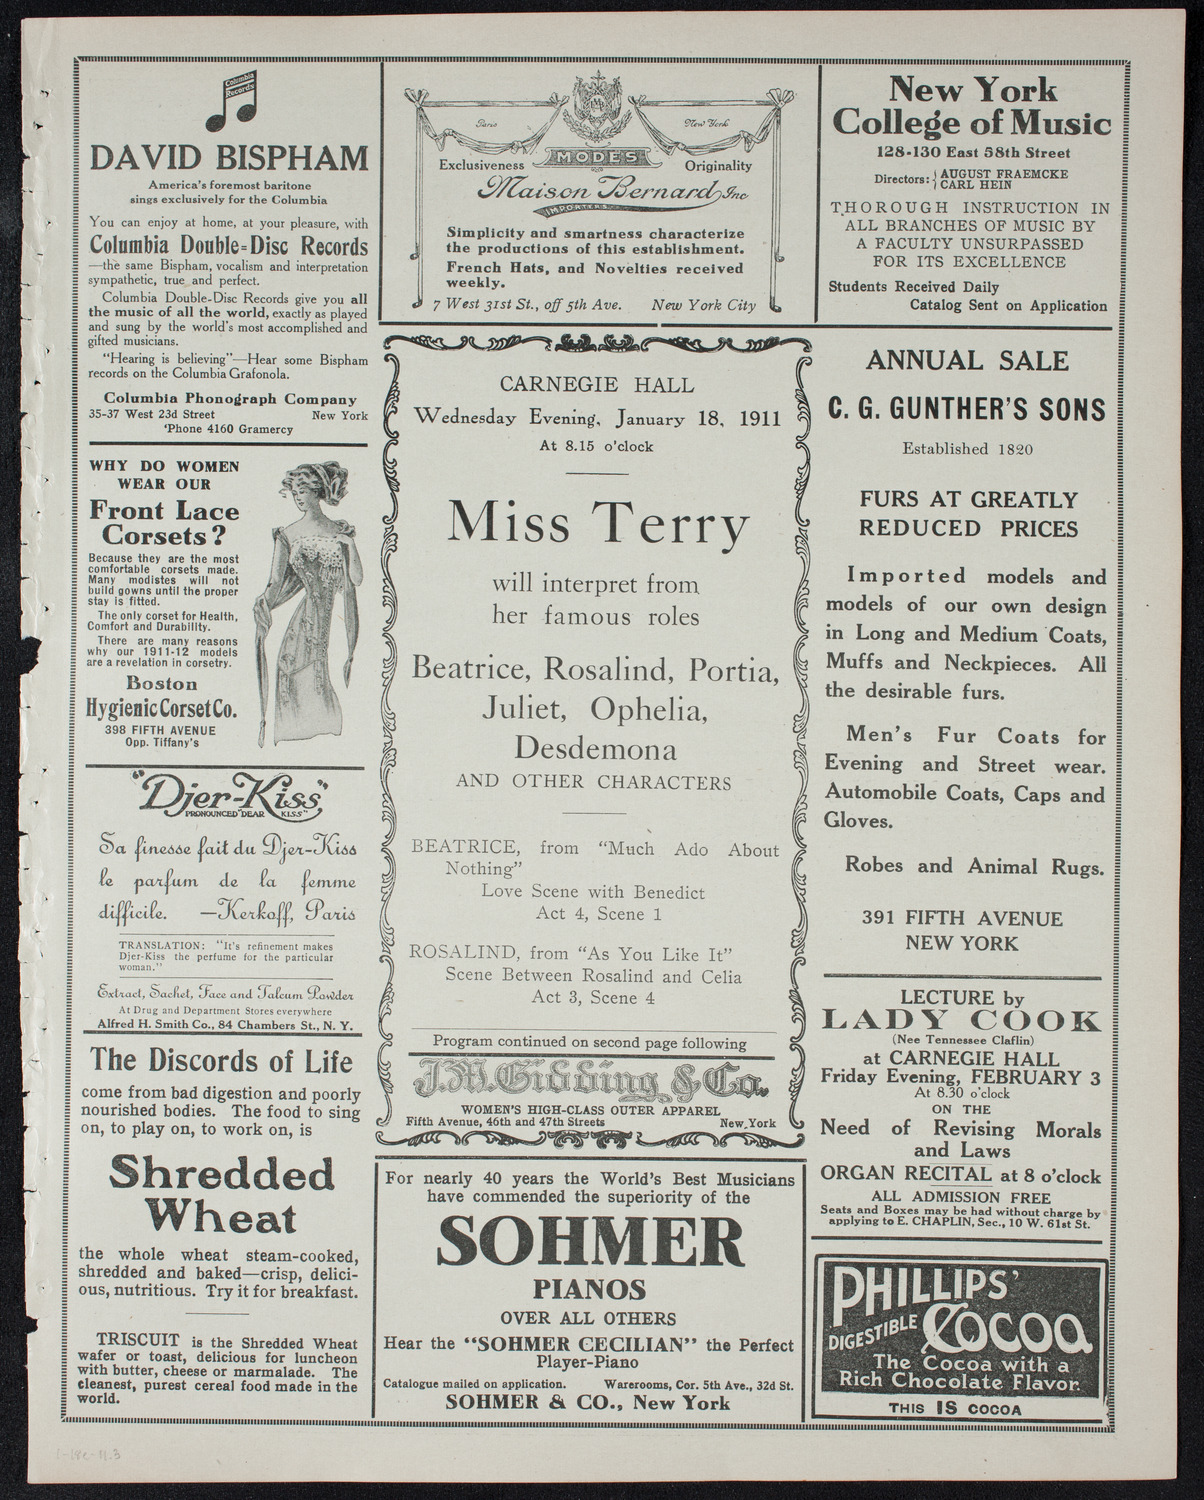 Columbia
Records
DAVID BISPHAM
America's foremost baritone
sings exclusively for the Columbia
You can enjoy at home, at your pleasure, with
Columbia Double=Disc Records
—the same Bispham, vocalism and interpretation
sympathetic, true and perfect.
Columbia Double-Disc Records give you all
the music of all the world, exactly as played
and sung by the world's most accomplished and
gifted musicians.
"Hearing is believing"—Hear some Bispham
records on the Columbia Grafonola.
Columbia Phonograph Company
35-37 West 23d Street New York
'Phone 4160 Gramercy
WHY DO WOMEN
WEAR OUR
Front Lace
Corsets?
Because they are the most
comfortable corsets made.
Many modistes will not
build gowns until the proper
stay is fitted.
The only corset for Health,
Comfort and Durability.
There are many reasons
why our 1911-12 models
are a revelation in corsetry.
Boston
Hygienic Corset Co.
398 FIFTH AVENUE
Opp. Tiffany's
"Djer-Kiss"
PRONOUNCED "DEAR KISS"
Sa finesse fait du Djer-Kiss
le parfum de la femme
difficile. —Kerkoff, Paris
TRANSLATION: "It's refinement makes
Djer-Kiss the perfume for the particular
woman."
Extract, Sachet, Face and Talcum Powder
At Drug and Department Stores everywhere
Alfred H. Smith Co., 84 Chambers St., N. Y.
The Discords of Life
come from bad digestion and poorly
nourished bodies. The food to sing
on, to play on, to work on, is
Shredded
Wheat
the whole wheat steam-cooked,
shredded and baked—crisp, delici-
ous, nutritious. Try it for breakfast.
TRISCUIT is the Shredded Wheat
wafer or toast, delicious for luncheon
with butter, cheese or marmalade. The
cleanest, purest cereal food made in the
world.
Paris New York
Exclusiveness MODES Originality
Maison Bernard Inc
IMPORTERS
Simplicity and smartness characterize
the productions of this establishment.
French Hats, and Novelties received
weekly.
7 West 31st St., off 5th Ave. New York City
CARNEGIE HALL
Wednesday Evening, January 18, 1911
At 8.15 o'clock
Miss Terry
will interpret from
her famous roles
Beatrice, Rosalind, Portia,
Juliet, Ophelia,
Desdemona
AND OTHER CHARACTERS
BEATRICE, from "Much Ado About
Nothing"
Love Scene with Benedict
Act 4, Scene 1
ROSALIND, from "As You Like It"
Scene Between Rosalind and Celia
Act 3, Scene 4
Program continued on second page following
J. M. Gidding & Co.
WOMEN'S HIGH-CLASS OUTER APPAREL
Fifth Avenue, 46th and 47th Streets New York
For nearly 40 years the World's Best Musicians
have commended the superiority of the
SOHMER
PIANOS
OVER ALL OTHERS
Hear the "SOHMER CECILIAN" the Perfect
Player-Piano
Catalogue mailed on application. Warerooms, Cor. 5th Ave., 32d St.
SOHMER & CO., New York
New York
College of Music
128-130 East 58th Street
Directors: AUGUST FRAEMCKE
CARL HEIN
THOROUGH INSTRUCTION IN
ALL BRANCHES OF MUSIC BY
A FACULTY UNSURPASSED
FOR ITS EXCELLENCE
Students Received Daily
Catalog Sent on Application
ANNUAL SALE
C. G. GUNTHER'S SONS
Established 1820
FURS AT GREATLY
REDUCED PRICES
Imported models and
models of our own design
in Long and Medium Coats,
Muffs and Neckpieces. All
the desirable furs.
Men's Fur Coats for
Evening and Street wear.
Automobile Coats, Caps and
Gloves.
Robes and Animal Rugs.
391 FIFTH AVENUE
NEW YORK
LECTURE by
LADY COOK
(Nee Tennessee Claflin)
at CARNEGIE HALL
Friday Evening, FEBRUARY 3
At 8.30 o'clock
ON THE
Need of Revising Morals
and Laws
ORGAN RECITAL at 8 o'clock
ALL ADMISSION FREE
Seats and Boxes may be had without charge by
applying to E. CHAPLIN, Sec., 10 W. 61st St.
PHILLIPS'
DIGESTIBLE COCOA
The Cocoa with a
Rich Chocolate Flavor.
THIS IS COCOA